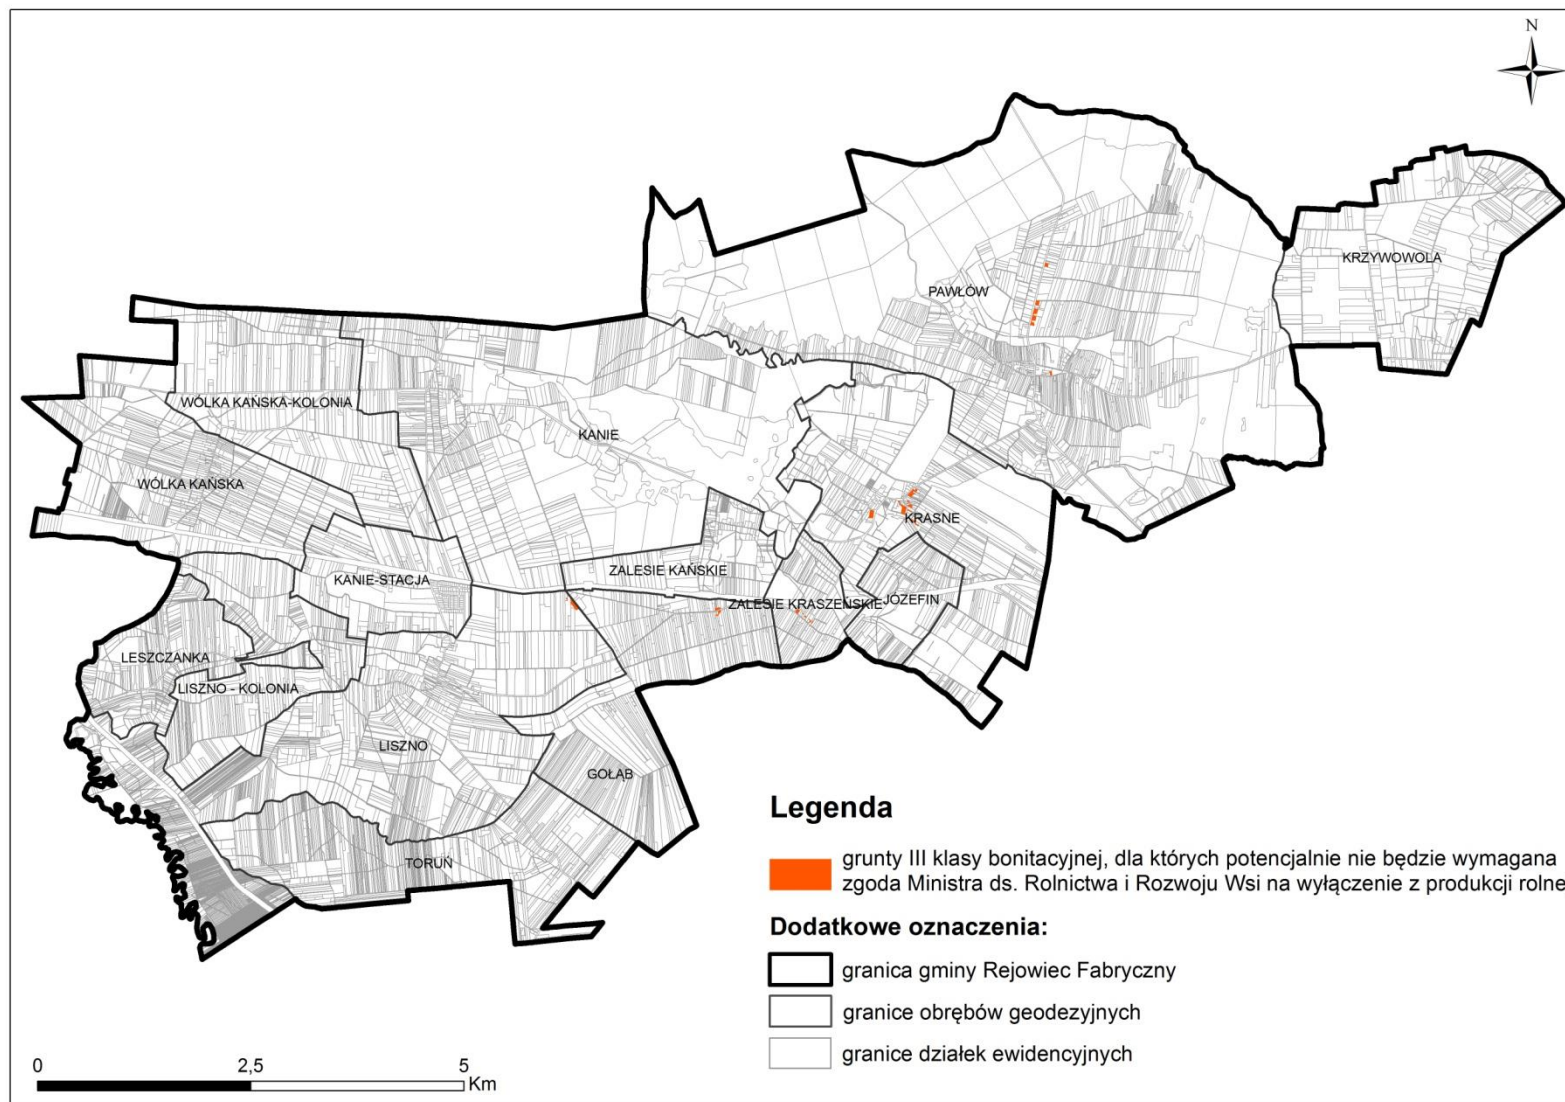 N
KRZYWOWOLA
PAWŁÓW
WÓLKA KAŃSKA-KOLONIA
KANIE
WÓLKA KAŃSKA
KRASNE
ZALESIE KAŃSKIE
KANIE-STACJA
ZALESIE KRASZEŃSKIE
JÓZEFIN
LESZCZANKA
LISZNO - KOLONIA
LISZNO
GOŁĄB
TORUŃ
Legenda
grunty III klasy bonitacyjnej, dla których potencjalnie nie będzie wymagana
zgoda Ministra ds. Rolnictwa i Rozwoju Wsi na wyłączenie z produkcji rolne
Dodatkowe oznaczenia:
granica gminy Rejowiec Fabryczny
granice obrębów geodezyjnych
granice działek ewidencyjnych
0 2,5 5
Km